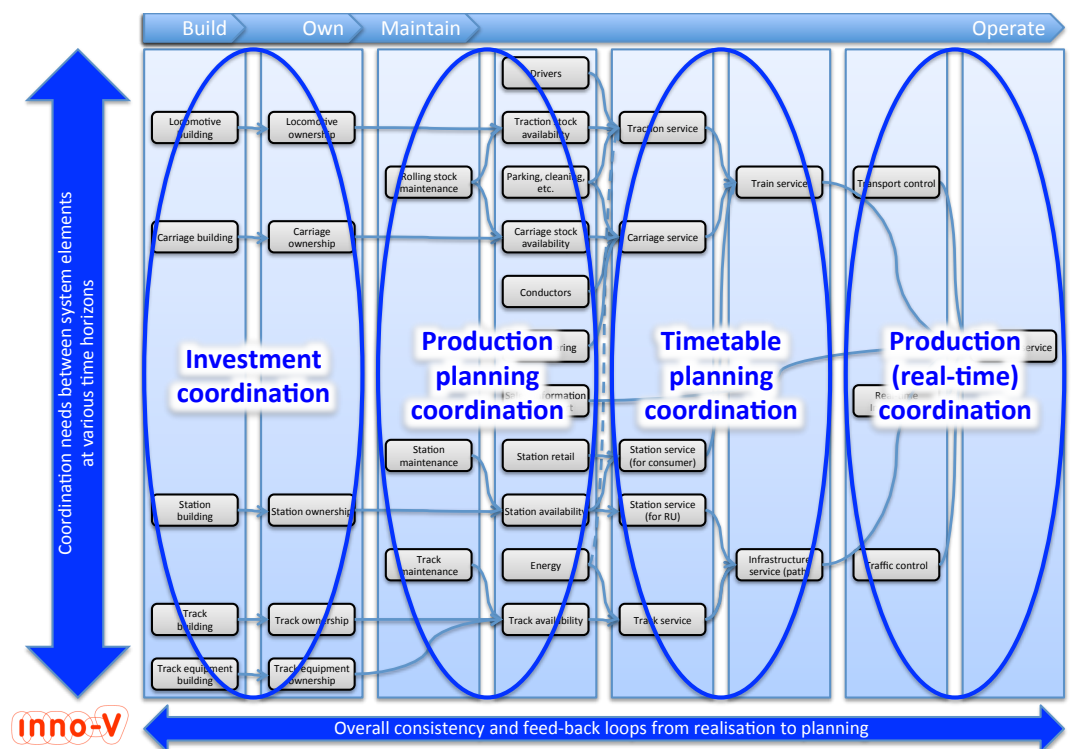 Build
Own
Maintain
Operate
Coordination needs between system elements
at various time horizons
Locomotive
building
Locomotive
ownership
Carriage building
Carriage
ownership
Station
building
Station ownership
Track
building
Track ownership
Track equipment
building
Track equipment
ownership
Investment
coordination
Rolling stock
maintenance
Station
maintenance
Track
maintenance
Drivers
Traction stock
availability
Parking, cleaning,
etc.
Carriage stock
availability
Conductors
Station retail
Station availability
Energy
Track availability
Production
planning
coordination
Traction service
Carriage service
Station service
(for consumer)
Station service
(for RU)
Track service
Train service
Infrastructure
service (path)
Timetable
planning
coordination
Transport control
Traffic control
service
Production
(real-time)
coordination
inno-V
Overall consistency and feed-back loops from realisation to planning